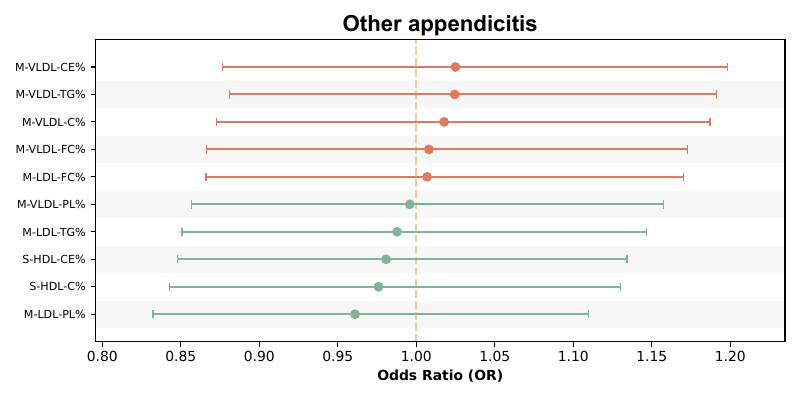 Other appendicitis
M-VLDL-CE%
M-VLDL-TG%
M-VLDL-C%
M-VLDL-FC%
M-LDL-FC%
M-VLDL-PL%
M-LDL-TG%
S-HDL-CE%
S-HDL-C%
M-LDL-PL%
0.80 0.85 0.90 0.95 1.00 1.05 1.10 1.15 1.20
Odds Ratio (OR)